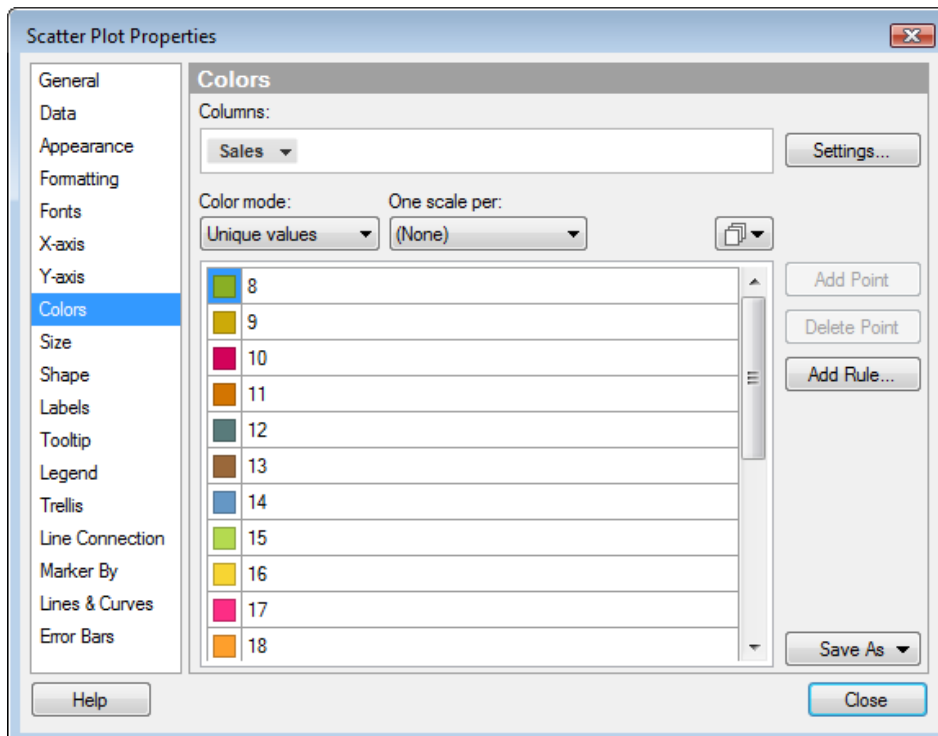 Scatter Plot Properties
General
Data
Appearance
Formatting
Fonts
X-axis
Y-axis
Colors
Size
Shape
Labels
Tooltip
Legend
Trellis
Line Connection
Marker By
Lines & Curves
Error Bars
Colors
Columns:
Sales
Settings...
Color mode:
One scale per:
Unique values
(None)
8
9
10
11
12
13
14
15
16
17
18
Add Point
Delete Point
Add Rule...
Save As
Help
Close